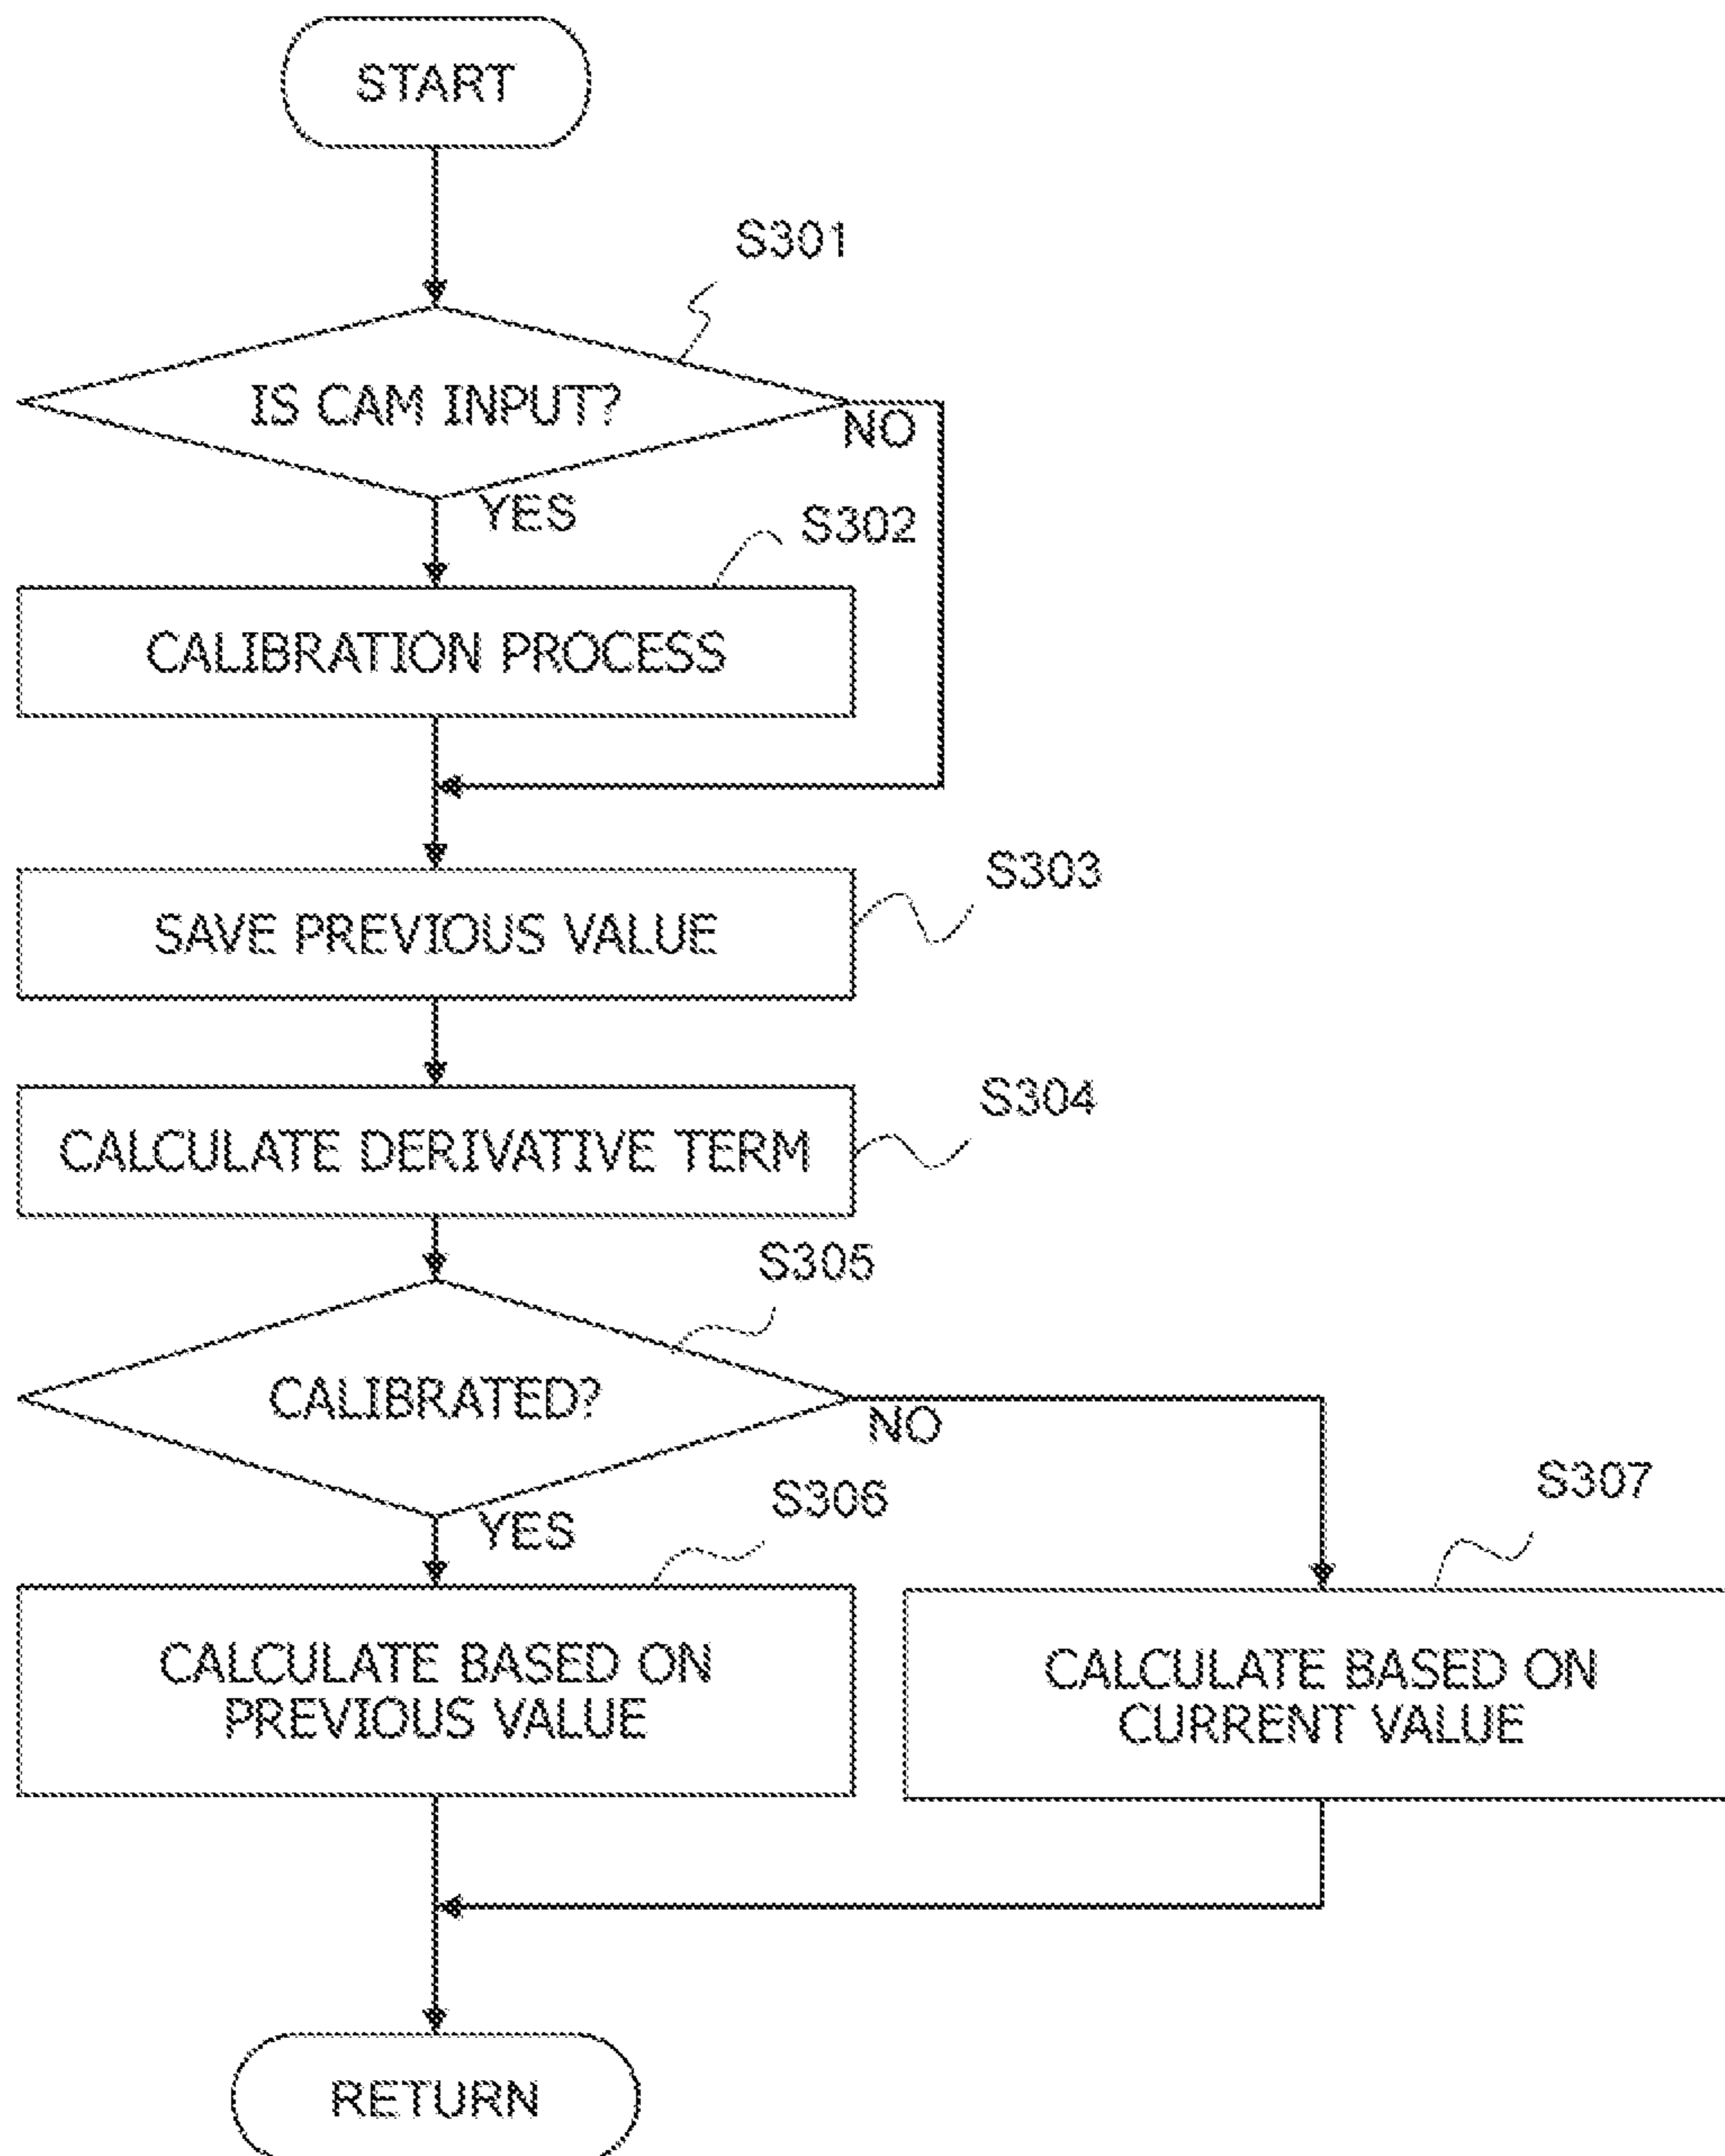 START
S301
IS CAM INPUT?
NO
YES
S302
CALIBRATION PROCESS
S303
SAVE PREVIOUS VALUE
S304
CALCULATE DERIVATIVE TERM
S305
CALIBRATED?
NO
YES
S306
S307
CALCULATE BASED ON
PREVIOUS VALUE
CALCULATE BASED ON
CURRENT VALUE
RETURN